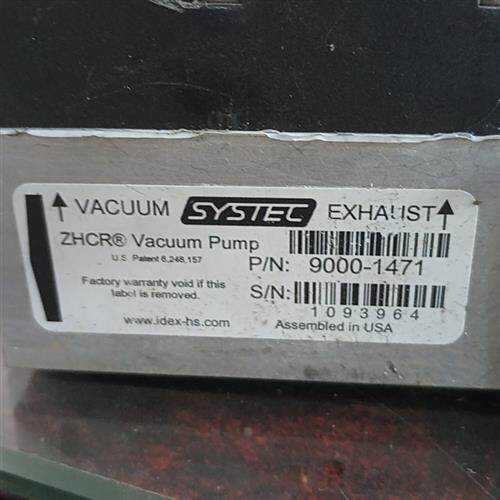 VACUUM SYSTEC EXHAUST
ZHCR® Vacuum Pump
U.S. Patent 6,248,157
P/N: 9000-1471
Factory warranty void if this
label is removed.
S/N:
1093964
www.idex-hs.com
Assembled in USA